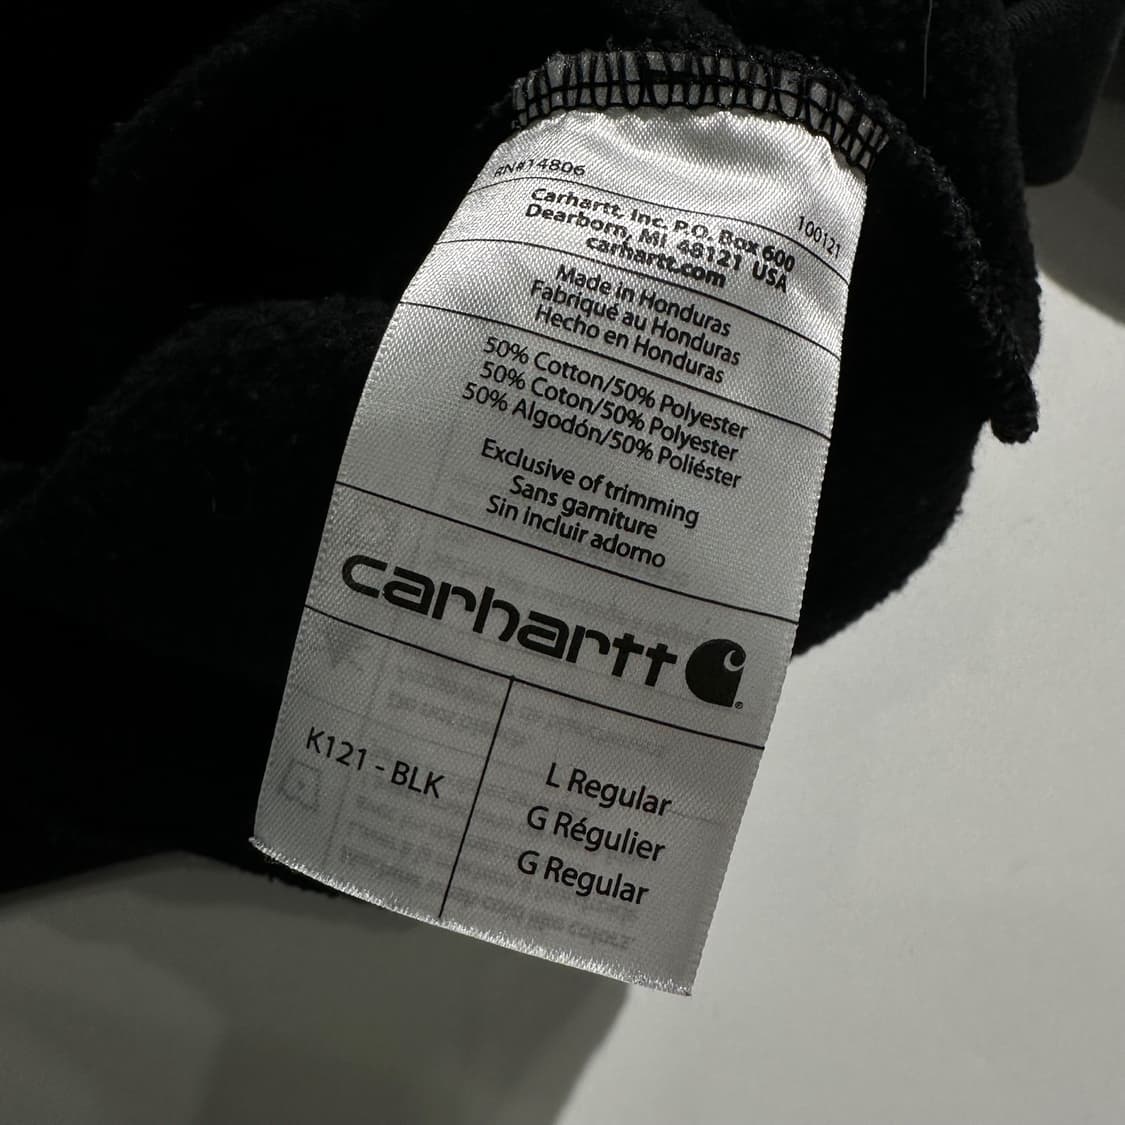 RN#14806
100121
Carhartt, Inc. P.O. Box 600
Dearborn, MI 48121 USA
carhartt.com
Made in Honduras
Fabriqué au Honduras
Hecho en Honduras
50% Cotton/50% Polyester
50% Coton/50% Polyester
50% Algodón/50% Poliéster
Exclusive of trimming
Sans garniture
Sin incluir adorno
carhartt
K121 - BLK
L Regular
G Régulier
G Regular